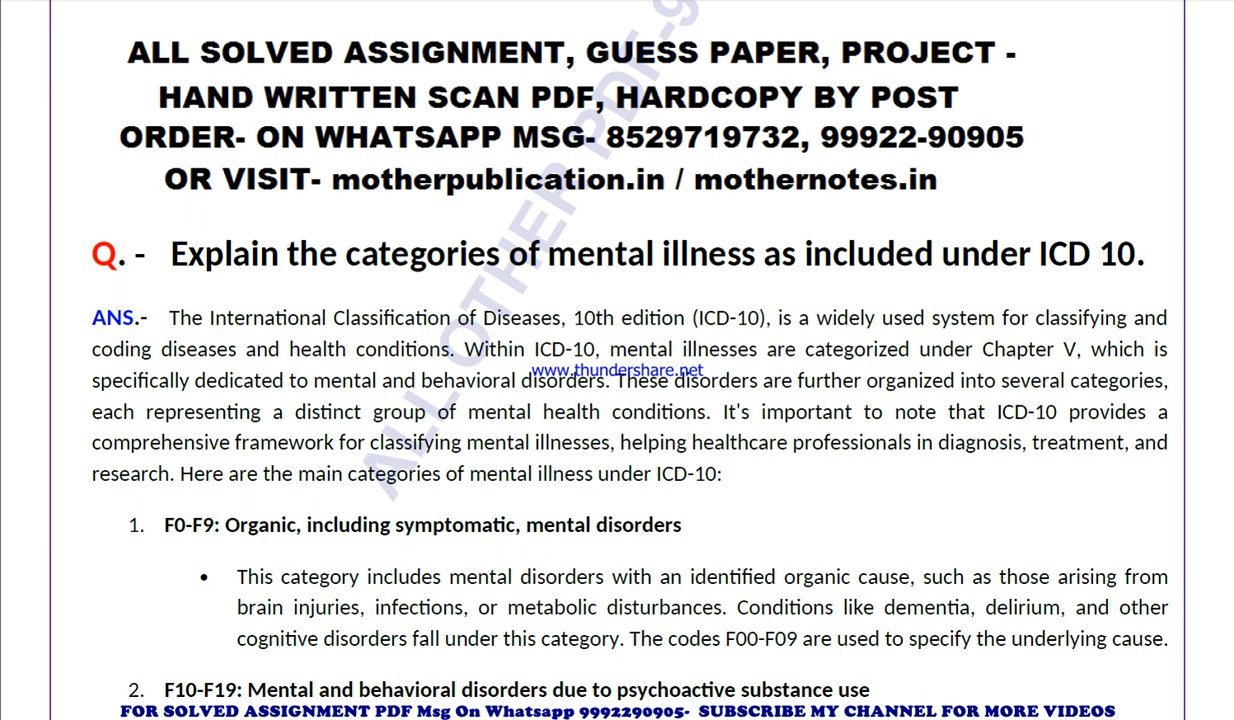 ALL SOLVED ASSIGNMENT, GUESS PAPER, PROJECT -
HAND WRITTEN SCAN PDF, HARDCOPY BY POST
ORDER- ON WHATSAPP MSG- 8529719732, 99922-90905
OR VISIT- motherpublication.in / mothernotes.in
Q. - Explain the categories of mental illness as included under ICD 10.
ANS.- The International Classification of Diseases, 10th edition (ICD-10), is a widely used system for classifying and
coding diseases and health conditions. Within ICD-10, mental illnesses are categorized under Chapter V, which is
www.thundershare.net
specifically dedicated to mental and behavioral disorders. These disorders are further organized into several categories,
each representing a distinct group of mental health conditions. It's important to note that ICD-10 provides a
comprehensive framework for classifying mental illnesses, helping healthcare professionals in diagnosis, treatment, and
research. Here are the main categories of mental illness under ICD-10:
1. F0-F9: Organic, including symptomatic, mental disorders
• This category includes mental disorders with an identified organic cause, such as those arising from
brain injuries, infections, or metabolic disturbances. Conditions like dementia, delirium, and other
cognitive disorders fall under this category. The codes F00-F09 are used to specify the underlying cause.
2. F10-F19: Mental and behavioral disorders due to psychoactive substance use
FOR SOLVED ASSIGNMENT PDF Msg On Whatsapp 9992290905- SUBSCRIBE MY CHANNEL FOR MORE VIDEOS
ALL OTHER PDF-9